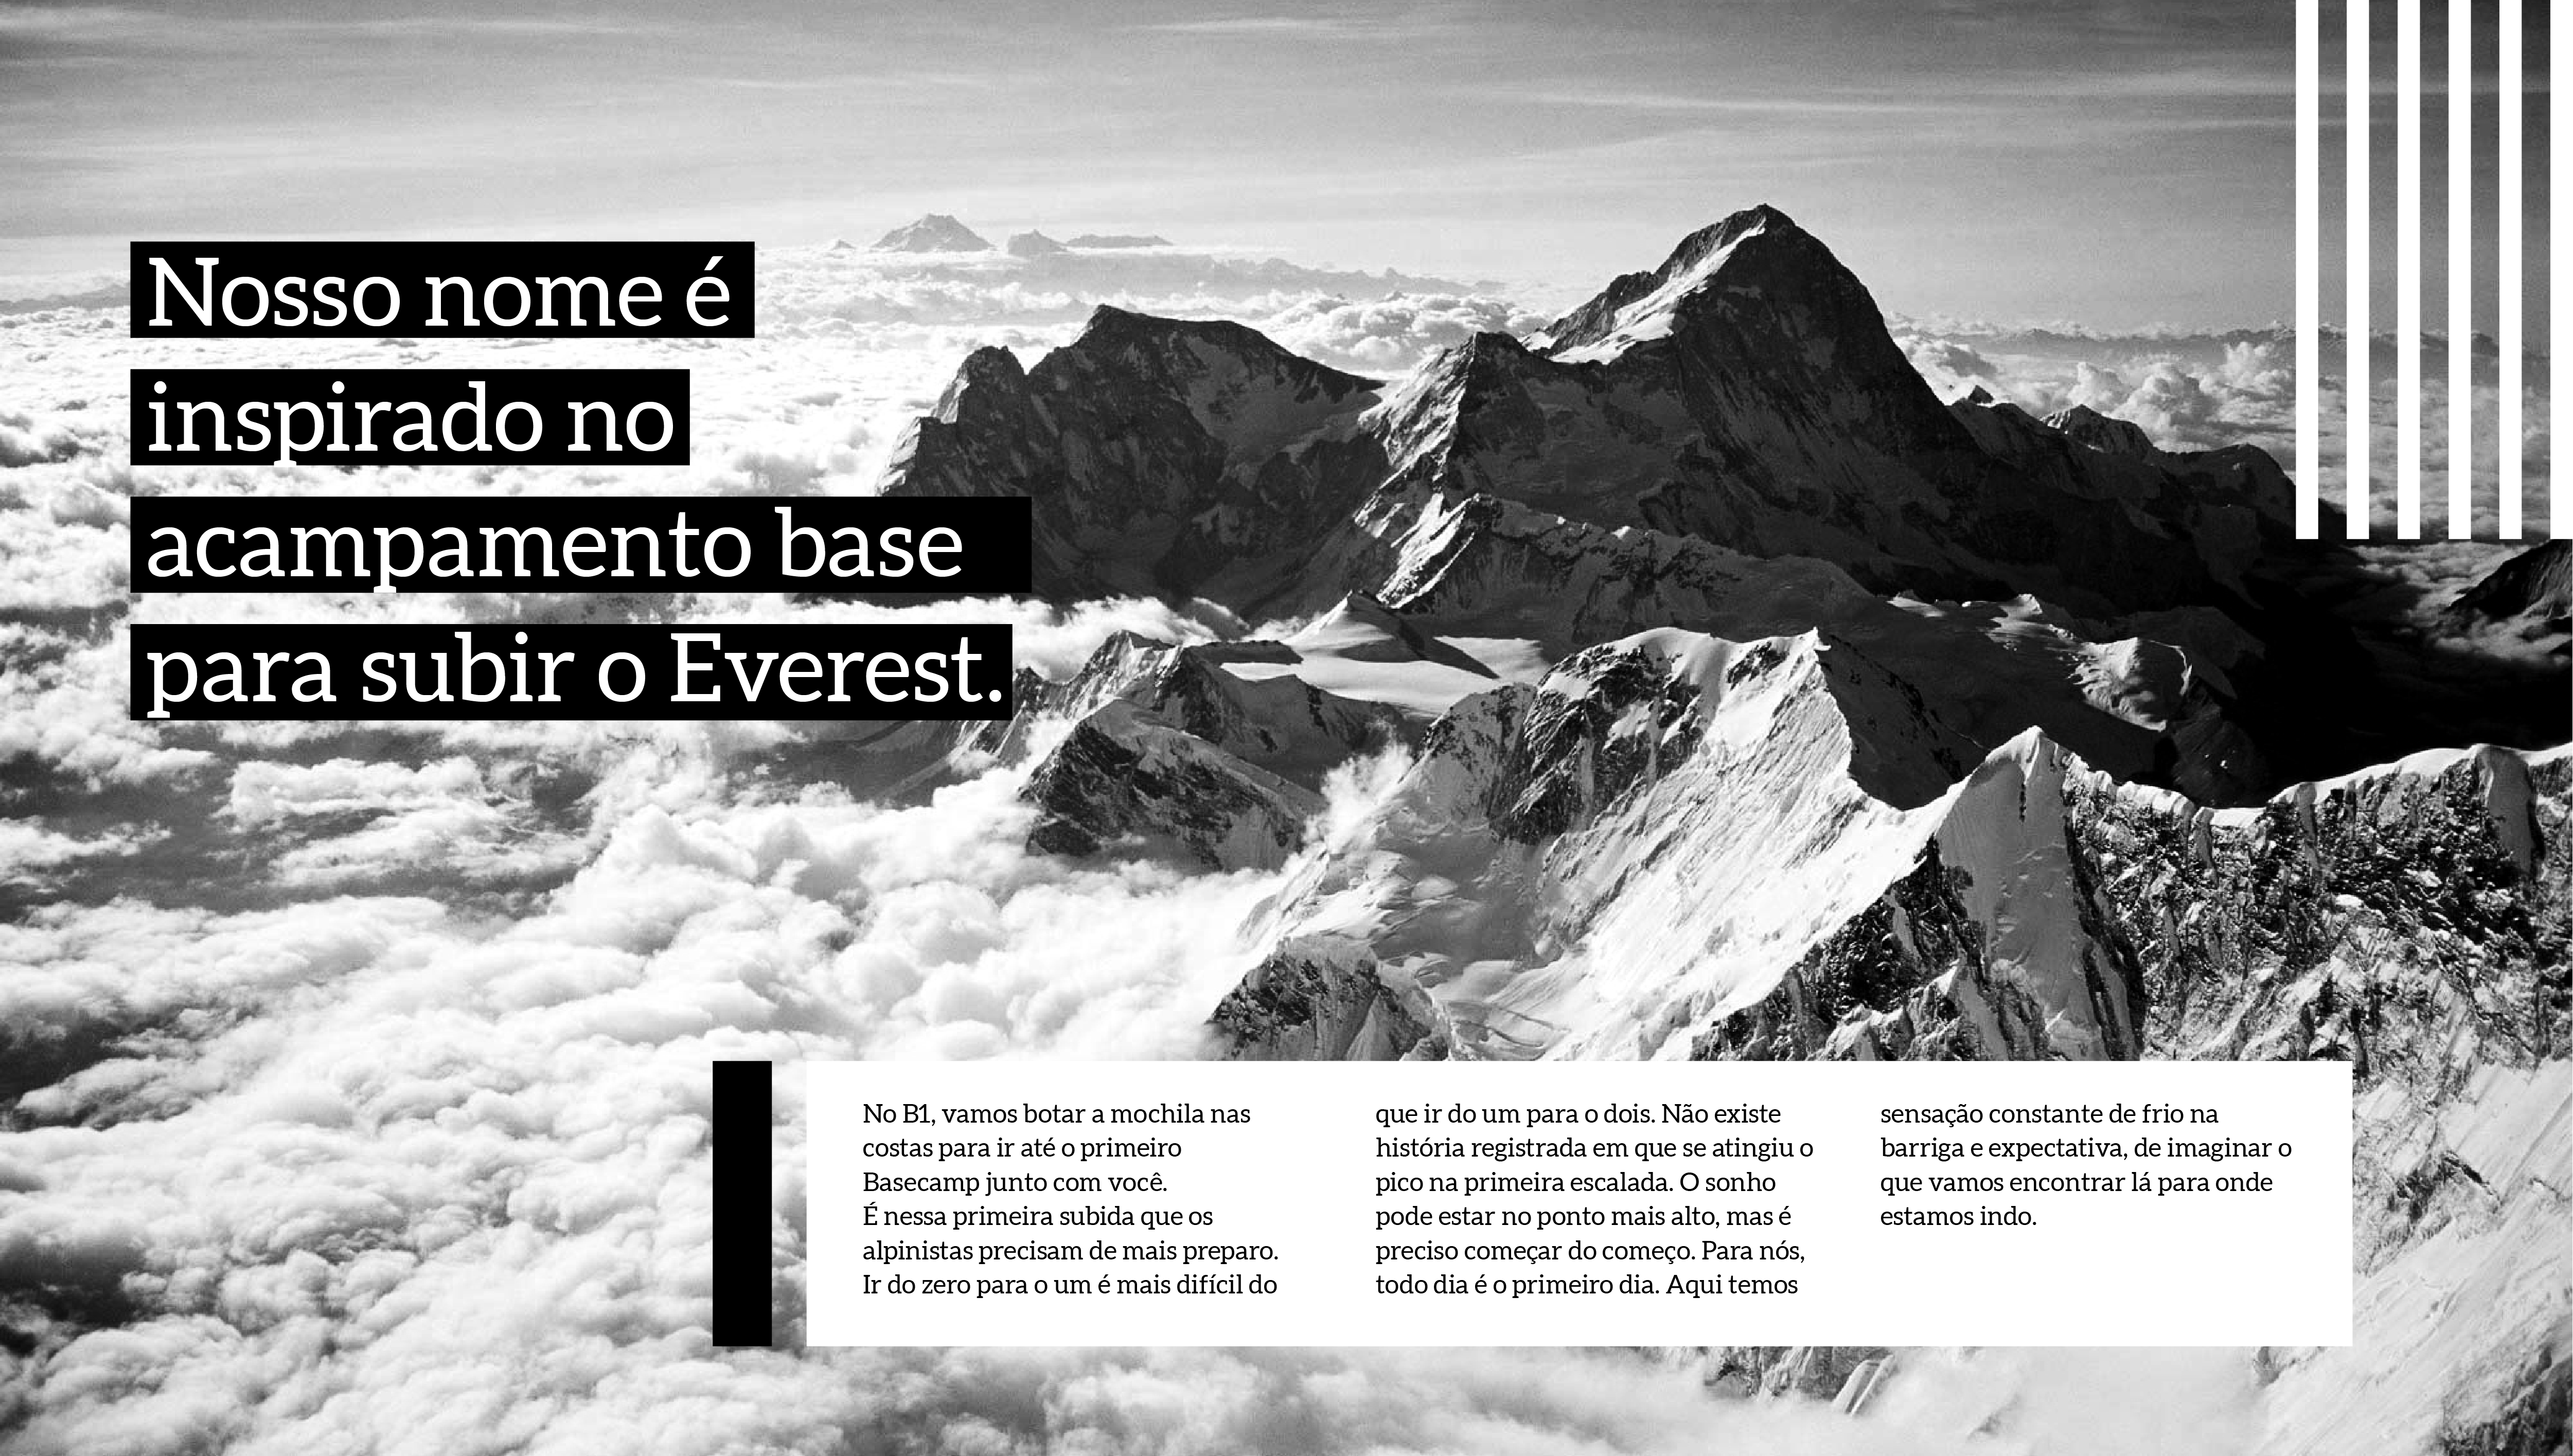 Nosso nome é
inspirado no
acampamento base
para subir o Everest.
No B1, vamos botar a mochila nas
costas para ir até o primeiro
Basecamp junto com você.
É nessa primeira subida que os
alpinistas precisam de mais preparo.
Ir do zero para o um é mais difícil do
que ir do um para o dois. Não existe
história registrada em que se atingiu o
pico na primeira escalada. O sonho
pode estar no ponto mais alto, mas é
preciso começar do começo. Para nós,
todo dia é o primeiro dia. Aqui temos
sensação constante de frio na
barriga e expectativa, de imaginar o
que vamos encontrar lá para onde
estamos indo.